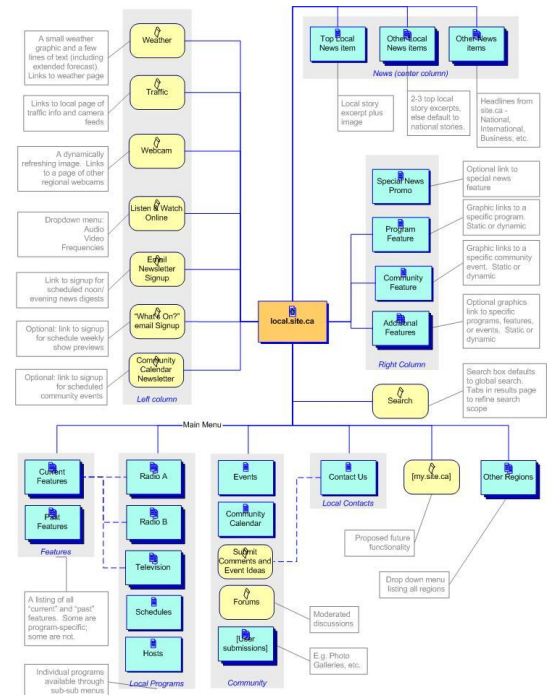 A small weather
graphic and a few
lines of text (including
extended forecast).
Links to weather page
Weather
Links to local page of
traffic info and camera
feeds
Traffic
A dynamically
refreshing image. Links
to a page of other
regional webcams
Webcam
Dropdown menu:
Audio
Video
Frequencies
Listen & Watch
Online
Link to signup for
scheduled noon/
evening news digests
Email
Newsletter
Signup
Optional: link to signup
for schedule weekly
show previews
"What's On?"
email Signup
Optional: link to signup
for scheduled
community events
Community
Calendar
Newsletter
Left column
Top Local
News item
Other Local
News items
Other News
items
News (center column)
Local story
excerpt plus
image
2-3 top local
story excerpts,
else default to
national stories.
Headlines from
site.ca -
National,
International,
Business, etc.
Special News
Promo
Optional link to
special news
feature
Program
Feature
Graphic links to a
specific program.
Static or dynamic
Community
Feature
Graphic links to a
specific community
event. Static or
dynamic
Additional
Features
Optional graphics
link to specific
programs, features,
or events. Static or
dynamic
Right Column
local.site.ca
Search
Search box defaults
to global search.
Tabs in results page
to refine search
scope
Main Menu
Current
Features
Past
Features
Features
A listing of all
"current" and "past"
features. Some are
program-specific;
some are not.
Radio A
Radio B
Television
Schedules
Hosts
Local Programs
Individual programs
available through
sub-sub menus
Events
Community
Calendar
Submit
Comments and
Event Ideas
Forums
[User
submissions]
Community
Moderated
discussions
E.g. Photo
Galleries, etc.
Contact Us
Local Contacts
[my.site.ca]
Proposed future
functionality
Other Regions
Drop down menu
listing all regions